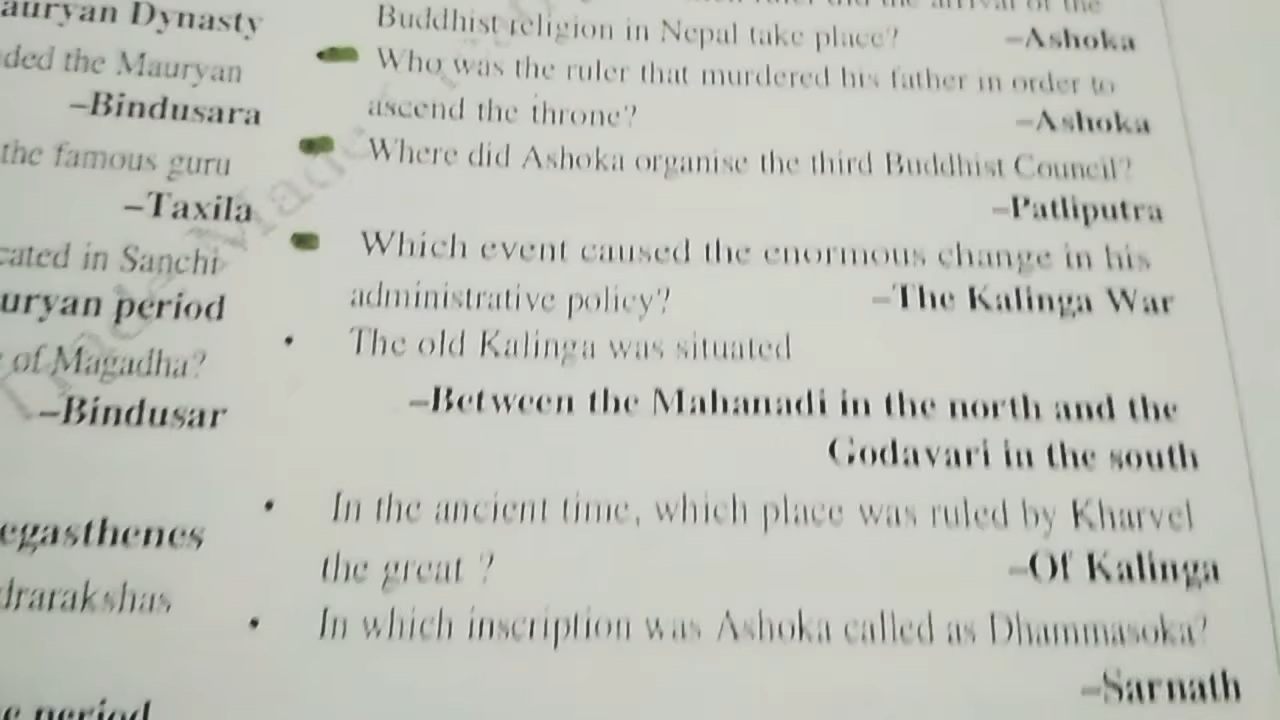 auryan Dynasty
ded the Mauryan
–Bindusara
the famous guru
–Taxila
cated in Sanchi
uryan period
of Magadha?
–Bindusar
egasthenes
drarakshas
e period
Buddhist religion in Nepal take place? –Ashoka
Who was the ruler that murdered his father in order to
ascend the throne? –Ashoka
Where did Ashoka organise the third Buddhist Council?
–Patliputra
Which event caused the enormous change in his
administrative policy? –The Kalinga War
• The old Kalinga was situated
–Between the Mahanadi in the north and the
Godavari in the south
• In the ancient time, which place was ruled by Kharvel
the great ? –Of Kalinga
• In which inscription was Ashoka called as Dhammasoka?
–Sarnath